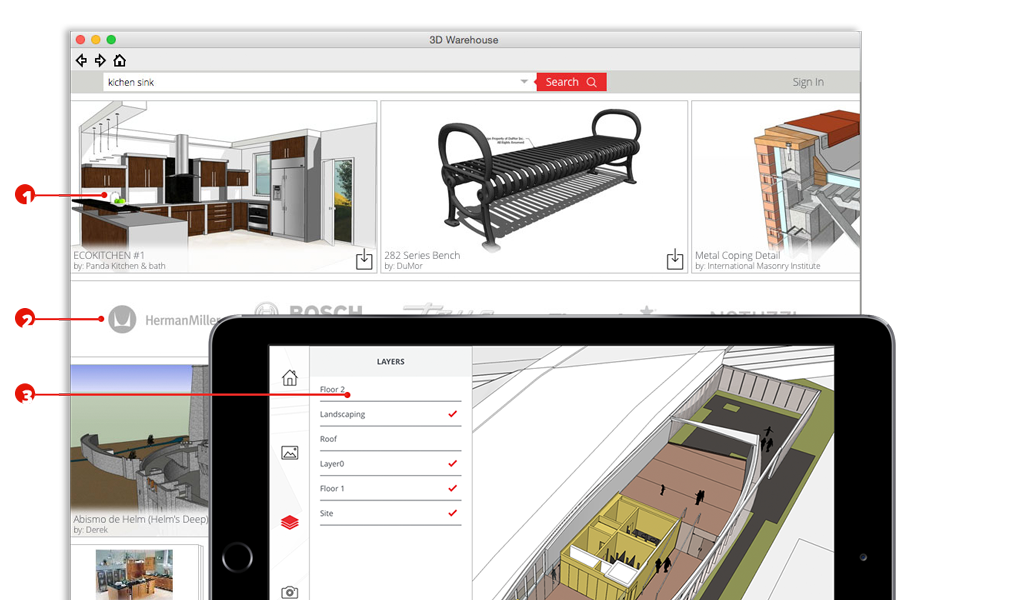 3D Warehouse
kichen sink
Search
Sign In
ECOKITCHEN #1
by: Panda Kitchen & bath
282 Series Bench
by: DuMor
Metal Coping Detail
by: International Masonry Institute
1
2
HermanMiller
BOSCH
3
LAYERS
Floor 2
Landscaping
Roof
Layer0
Floor 1
Site
Abismo de Helm (Helm's Deep)
by: Derek